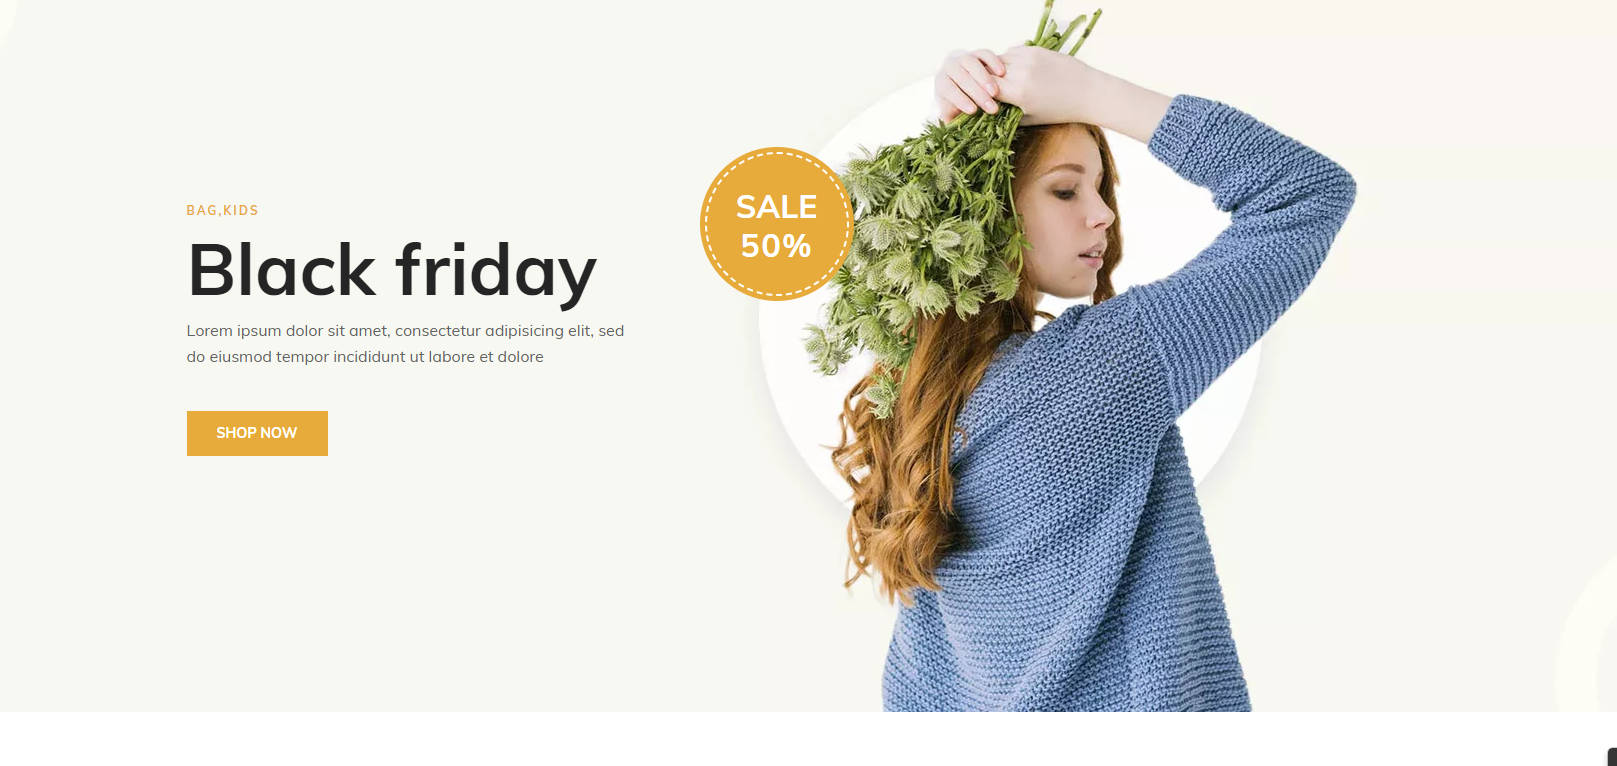 BAG,KIDS
Black friday
Lorem ipsum dolor sit amet, consectetur adipisicing elit, sed
do eiusmod tempor incididunt ut labore et dolore
SHOP NOW
SALE
50%